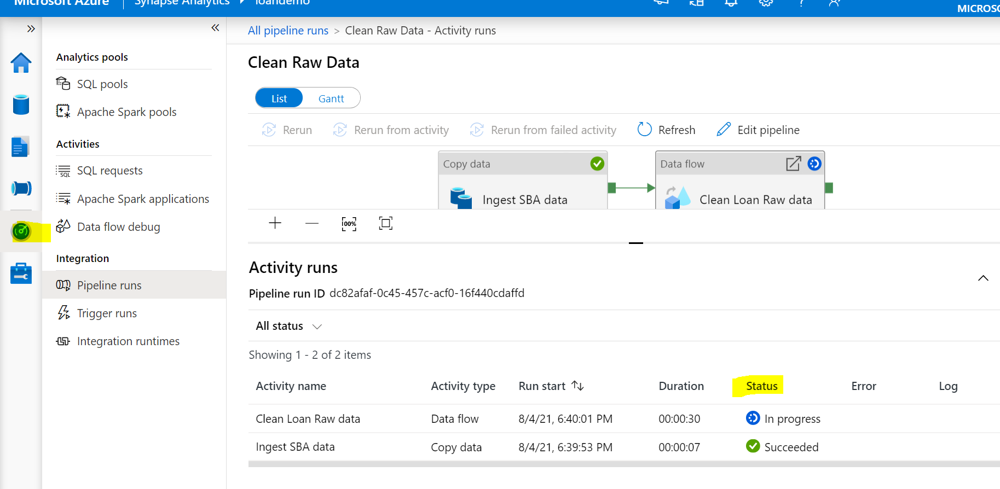 Microsoft Azure Synapse Analytics loandemo
MICROSO
All pipeline runs > Clean Raw Data - Activity runs
Analytics pools
SQL pools
Apache Spark pools
Activities
SQL requests
Apache Spark applications
Data flow debug
Integration
Pipeline runs
Trigger runs
Integration runtimes
Clean Raw Data
List Gantt
Rerun Rerun from activity Rerun from failed activity Refresh Edit pipeline
Copy data Data flow
Ingest SBA data Clean Loan Raw data
100%
Activity runs
Pipeline run ID dc82afaf-0c45-457c-acf0-16f440cdaffd
All status
Showing 1 - 2 of 2 items
Activity name Activity type Run start Duration Status Error Log
Clean Loan Raw data Data flow 8/4/21, 6:40:01 PM 00:00:30 In progress
Ingest SBA data Copy data 8/4/21, 6:39:53 PM 00:00:07 Succeeded